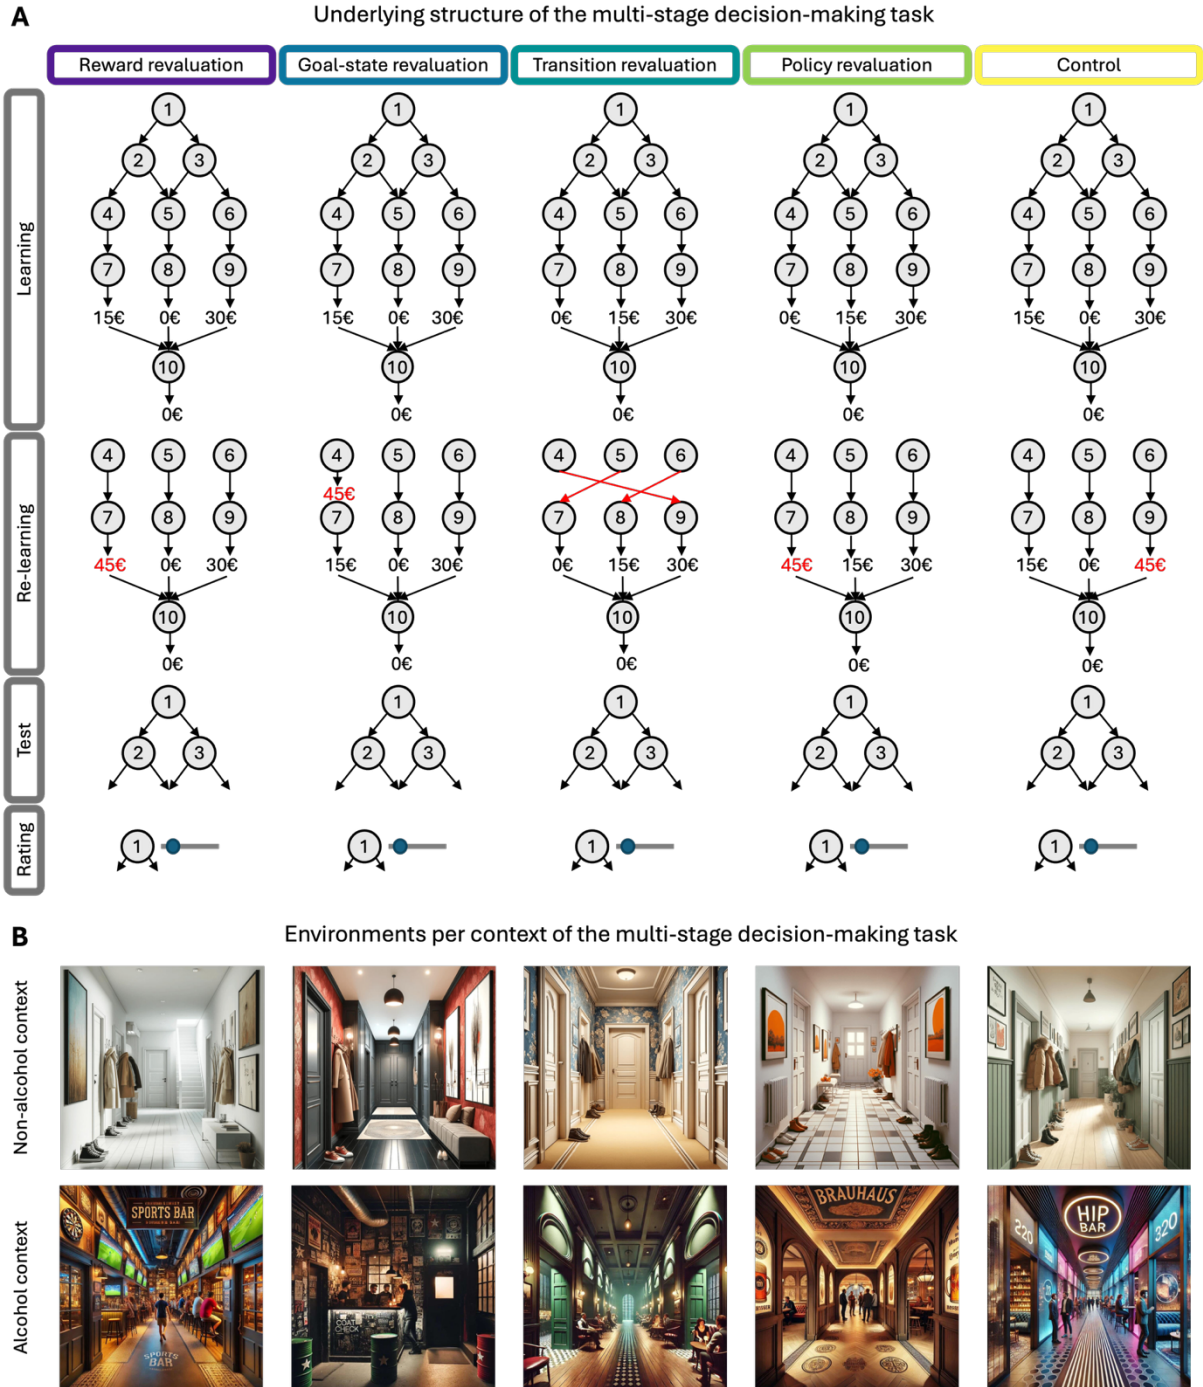 A
Underlying structure of the multi-stage decision-making task
Reward revaluation
Goal-state revaluation
Transition revaluation
Policy revaluation
Control
Learning
1 1 1 1 1
2 3 2 3 2 3 2 3 2 3
4 5 6 4 5 6 4 5 6 4 5 6 4 5 6
7 8 9 7 8 9 7 8 9 7 8 9 7 8 9
15€ 0€ 30€ 15€ 0€ 30€ 0€ 15€ 30€ 0€ 15€ 30€ 15€ 0€ 30€
10 10 10 10 10
0€ 0€ 0€ 0€ 0€
Re-learning
4 5 6 4 5 6 4 5 6 4 5 6 4 5 6
45€
7 8 9 7 8 9 7 8 9 7 8 9 7 8 9
45€ 0€ 30€ 15€ 0€ 30€ 0€ 15€ 30€ 45€ 15€ 30€ 15€ 0€ 45€
10 10 10 10 10
0€ 0€ 0€ 0€ 0€
Test
1 1 1 1 1
2 3 2 3 2 3 2 3 2 3
Rating
1 1 1 1 1
B
Environments per context of the multi-stage decision-making task
Non-alcohol context
Alcohol context
SPORTS BAR
SPORTS
BAR
BRAUHAUS
220
HIP
BAR
320